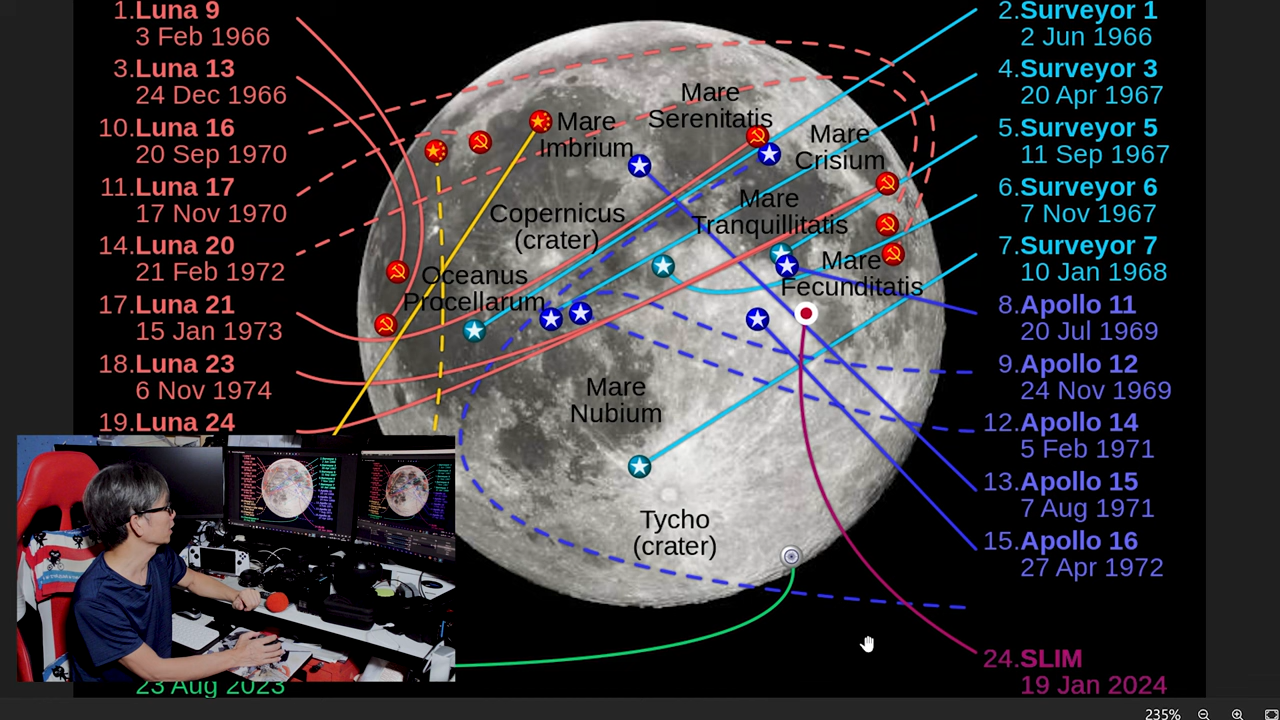 1.Luna 9
3 Feb 1966
3.Luna 13
24 Dec 1966
10.Luna 16
20 Sep 1970
11.Luna 17
17 Nov 1970
14.Luna 20
21 Feb 1972
17.Luna 21
15 Jan 1973
18.Luna 23
6 Nov 1974
19.Luna 24
23 Aug 2023
Mare
Serenitatis
Mare
Imbrium
Mare
Crisium
Mare
Tranquillitatis
Copernicus
(crater)
Oceanus
Procellarum
Mare
Fecunditatis
Mare
Nubium
Tycho
(crater)
2.Surveyor 1
2 Jun 1966
4.Surveyor 3
20 Apr 1967
5.Surveyor 5
11 Sep 1967
6.Surveyor 6
7 Nov 1967
7.Surveyor 7
10 Jan 1968
8.Apollo 11
20 Jul 1969
9.Apollo 12
24 Nov 1969
12.Apollo 14
5 Feb 1971
13.Apollo 15
7 Aug 1971
15.Apollo 16
27 Apr 1972
24.SLIM
19 Jan 2024
235%